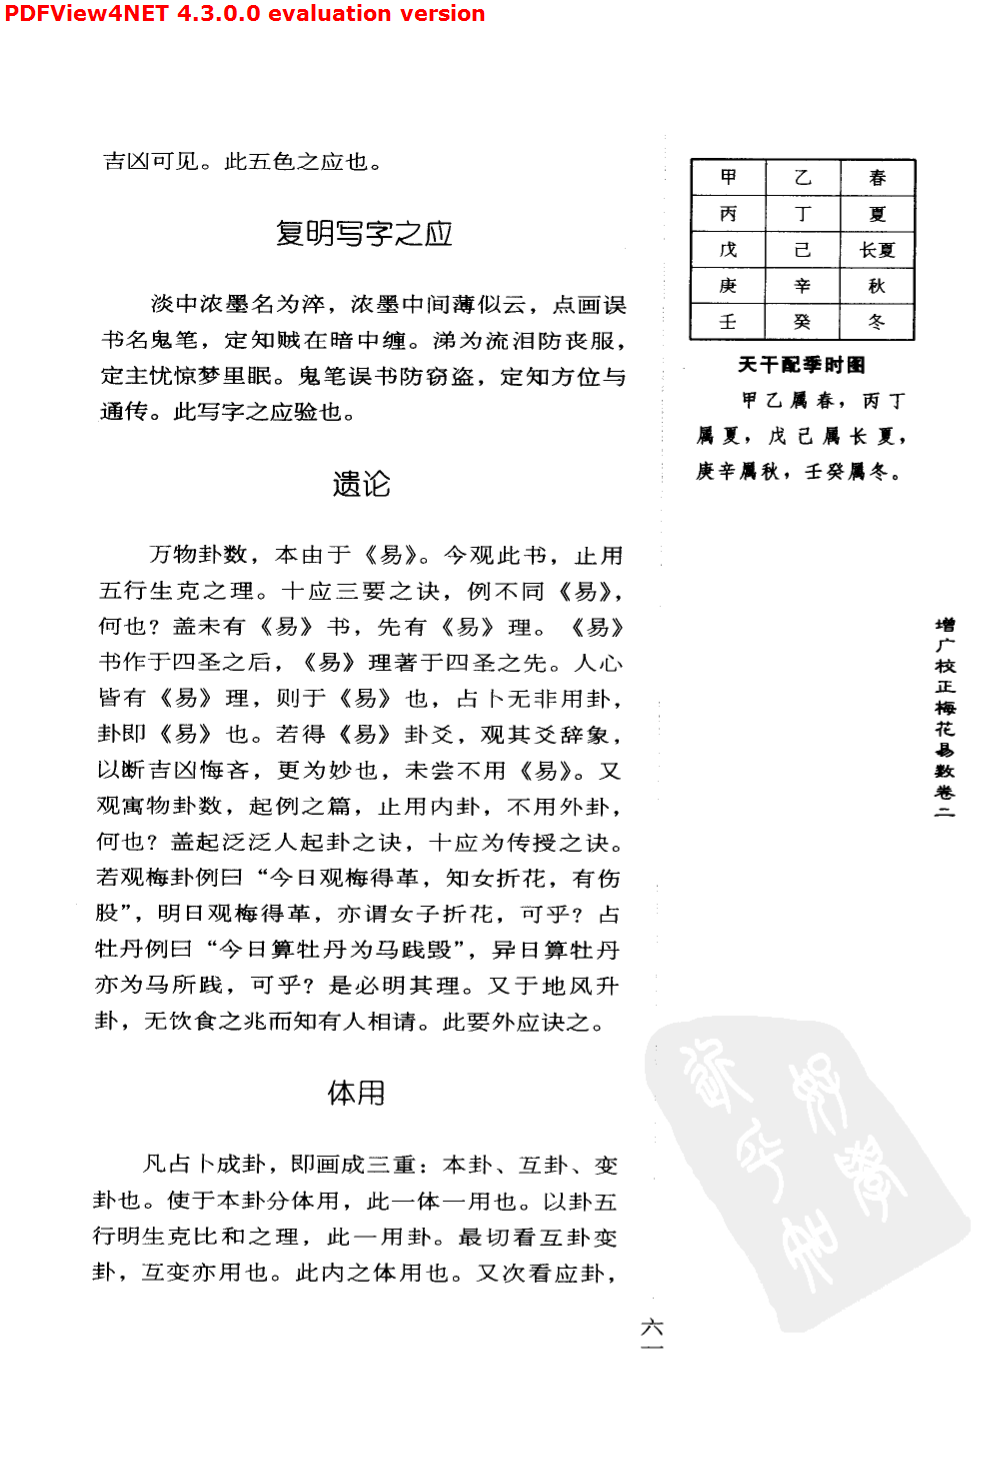 PDFView4NET 4.3.0.0 evaluation version
吉凶可见。此五色之应也。
复明写字之应
淡中浓墨名为淬，浓墨中间薄似云，点画误
书名鬼笔，定知贼在暗中缠。涕为流泪防丧服，
定主忧惊梦里眠。鬼笔误书防窃盗，定知方位与
通传。此写字之应验也。
遗论
万物卦数，本由于《易》。今观此书，止用
五行生克之理。十应三要之诀，例不同《易》，
何也？盖未有《易》书，先有《易》理。《易》
书作于四圣之后，《易》理著于四圣之先。人心
皆有《易》理，则于《易》也，占卜无非用卦，
卦即《易》也。若得《易》卦爻，观其爻辞象，
以断吉凶悔吝，更为妙也，未尝不用《易》。又
观寓物卦数，起例之篇，止用内卦，不用外卦，
何也？盖起泛泛人起卦之诀，十应为传授之诀。
若观梅卦例曰“今日观梅得革，知女折花，有伤
股”，明日观梅得革，亦谓女子折花，可乎？占
牡丹例曰“今日算牡丹为马践毁”，异日算牡丹
亦为马所践，可乎？是必明其理。又于地风升
卦，无饮食之兆而知有人相请。此要外应诀之。
体用
凡占卜成卦，即画成三重：本卦、互卦、变
卦也。使于本卦分体用，此一体一用也。以卦五
行明生克比和之理，此一用卦。最切看互卦变
卦，互变亦用也。此内之体用也。又次看应卦，
甲 乙 春
丙 丁 夏
戊 己 长夏
庚 辛 秋
壬 癸 冬
天干配季时图
甲乙属春，丙丁
属夏，戊己属长夏，
庚辛属秋，壬癸属冬。
增广校正梅花易数卷二
六一